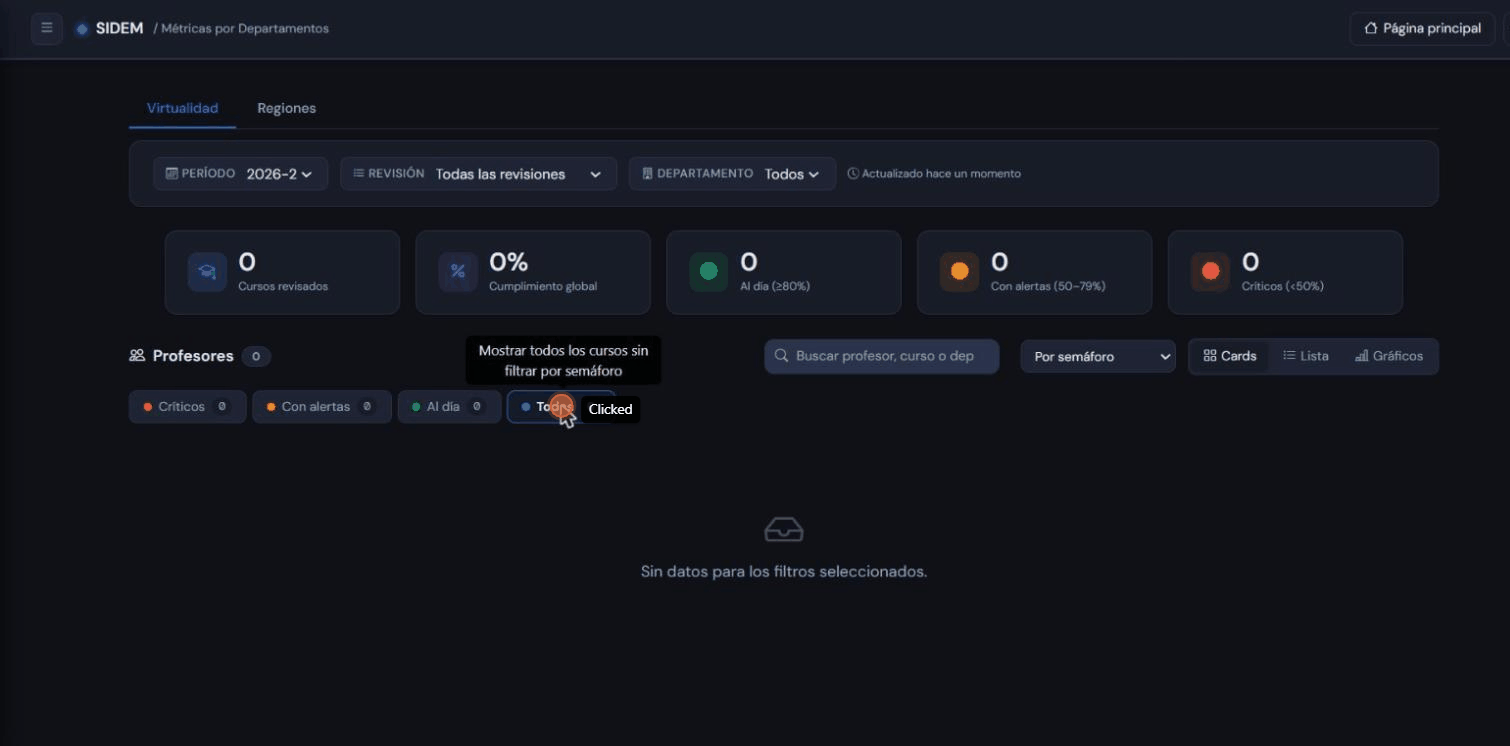 SIDEM / Métricas por Departamentos
Página principal
Virtualidad Regiones
PERÍODO 2026-2 REVISIÓN Todas las revisiones DEPARTAMENTO Todos Actualizado hace un momento
0 0% 0 0 0
Cursos revisados Cumplimiento global Al día (≥80%) Con alertas (50–79%) Críticos (<50%)
Profesores 0
Mostrar todos los cursos sin
filtrar por semáforo
Buscar profesor, curso o dep
Por semáforo
Cards Lista Gráficos
Críticos 0 Con alertas 0 Al día 0 Todos
Clicked
Sin datos para los filtros seleccionados.